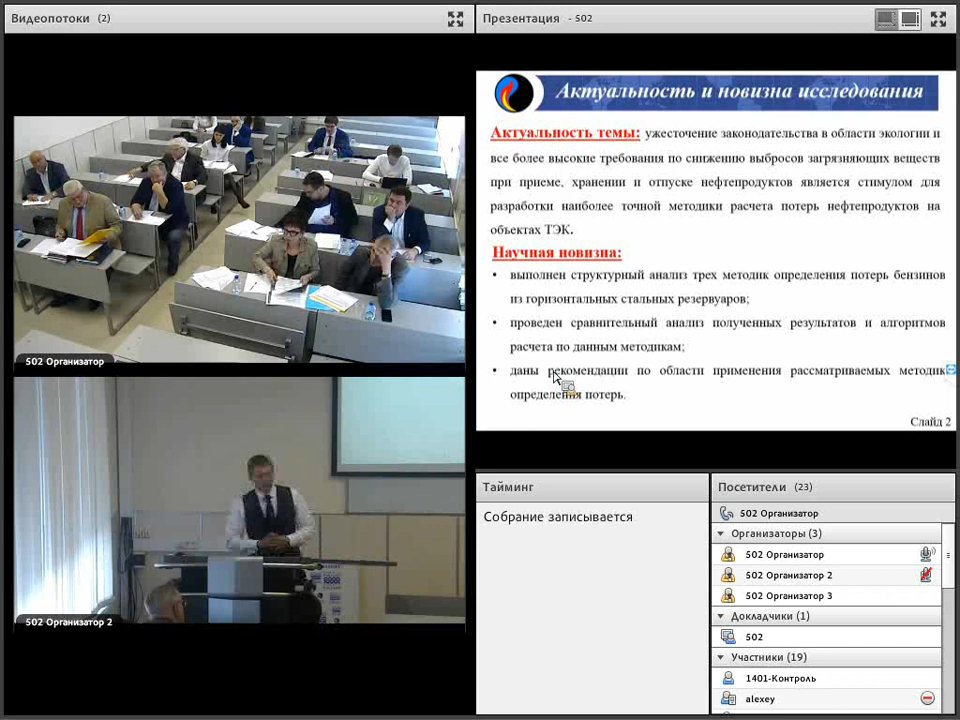 Видеопотоки (2)
502 Организатор
502 Организатор 2
Презентация - 502
Актуальность и новизна исследования
Актуальность темы: ужесточение законодательства в области экологии и
все более высокие требования по снижению выбросов загрязняющих веществ
при приеме, хранении и отпуске нефтепродуктов является стимулом для
разработки наиболее точной методики расчета потерь нефтепродуктов на
объектах ТЭК.
Научная новизна:
• выполнен структурный анализ трех методик определения потерь бензинов
из горизонтальных стальных резервуаров;
• проведен сравнительный анализ полученных результатов и алгоритмов
расчета по данным методикам;
• даны рекомендации по области применения рассматриваемых методик
определения потерь.
Слайд 2
Тайминг
Собрание записывается
Посетители (23)
502 Организатор
Организаторы (3)
502 Организатор
502 Организатор 2
502 Организатор 3
Докладчики (1)
502
Участники (19)
1401-Контроль
alexey